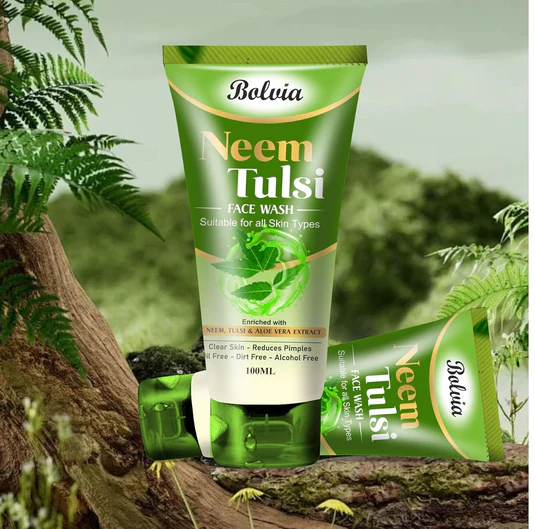 Bolvia
Neem
Tulsi
FACE WASH
Suitable for all Skin Types
Enriched with
NEEM, TULSI & ALOE VERA EXTRACT
Clear Skin - Reduces Pimples
Free - Dirt Free - Alcohol Free
100ML
Bolvia
Neem
Tulsi
FACE WASH
Suitable for all Skin Types